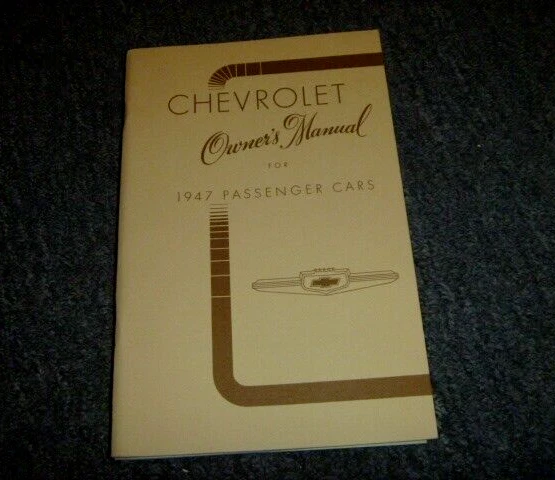 CHEVROLET
Owner's Manual
FOR
1947 PASSENGER CARS